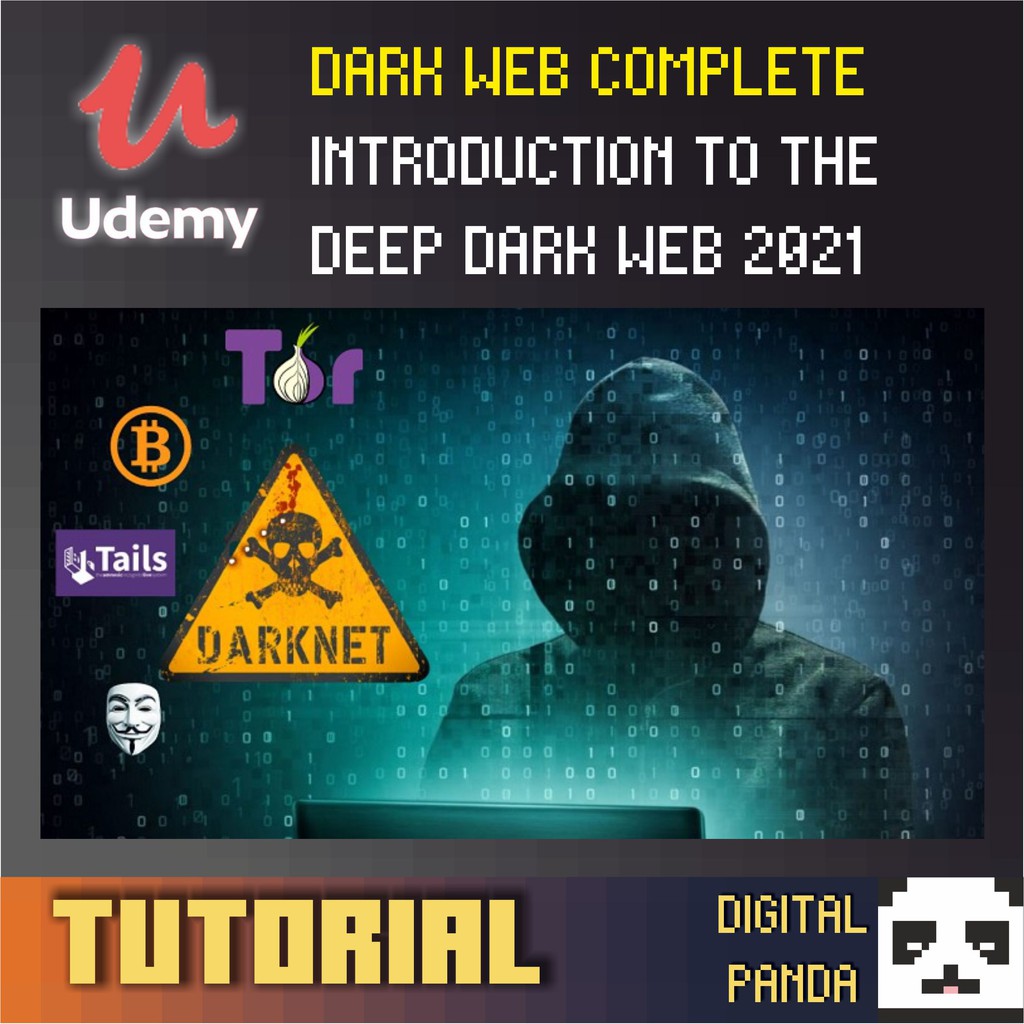 Udemy
DARK WEB COMPLETE
INTRODUCTION TO THE
DEEP DARK WEB 2021
Tor
Tails
DARKNET
TUTORIAL
DIGITAL
PANDA